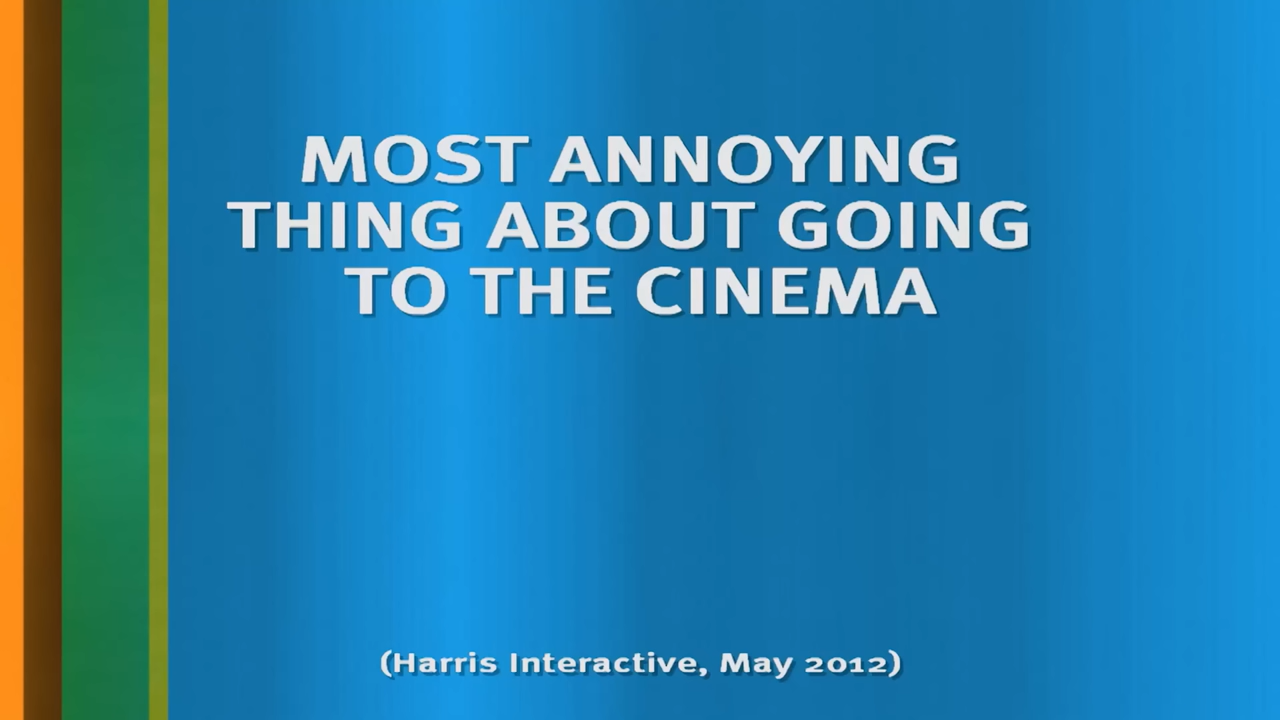 MOST ANNOYING
THING ABOUT GOING
TO THE CINEMA
(Harris Interactive, May 2012)